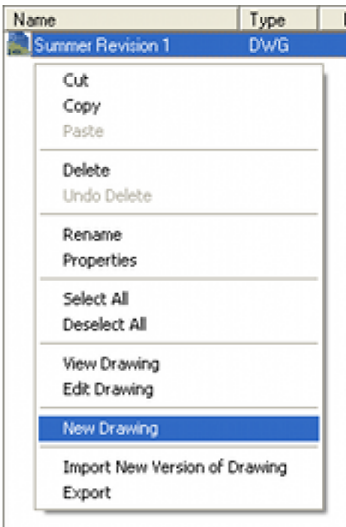 Name Type
Summer Revision 1 DWG
Cut
Copy
Paste
Delete
Undo Delete
Rename
Properties
Select All
Deselect All
View Drawing
Edit Drawing
New Drawing
Import New Version of Drawing
Export